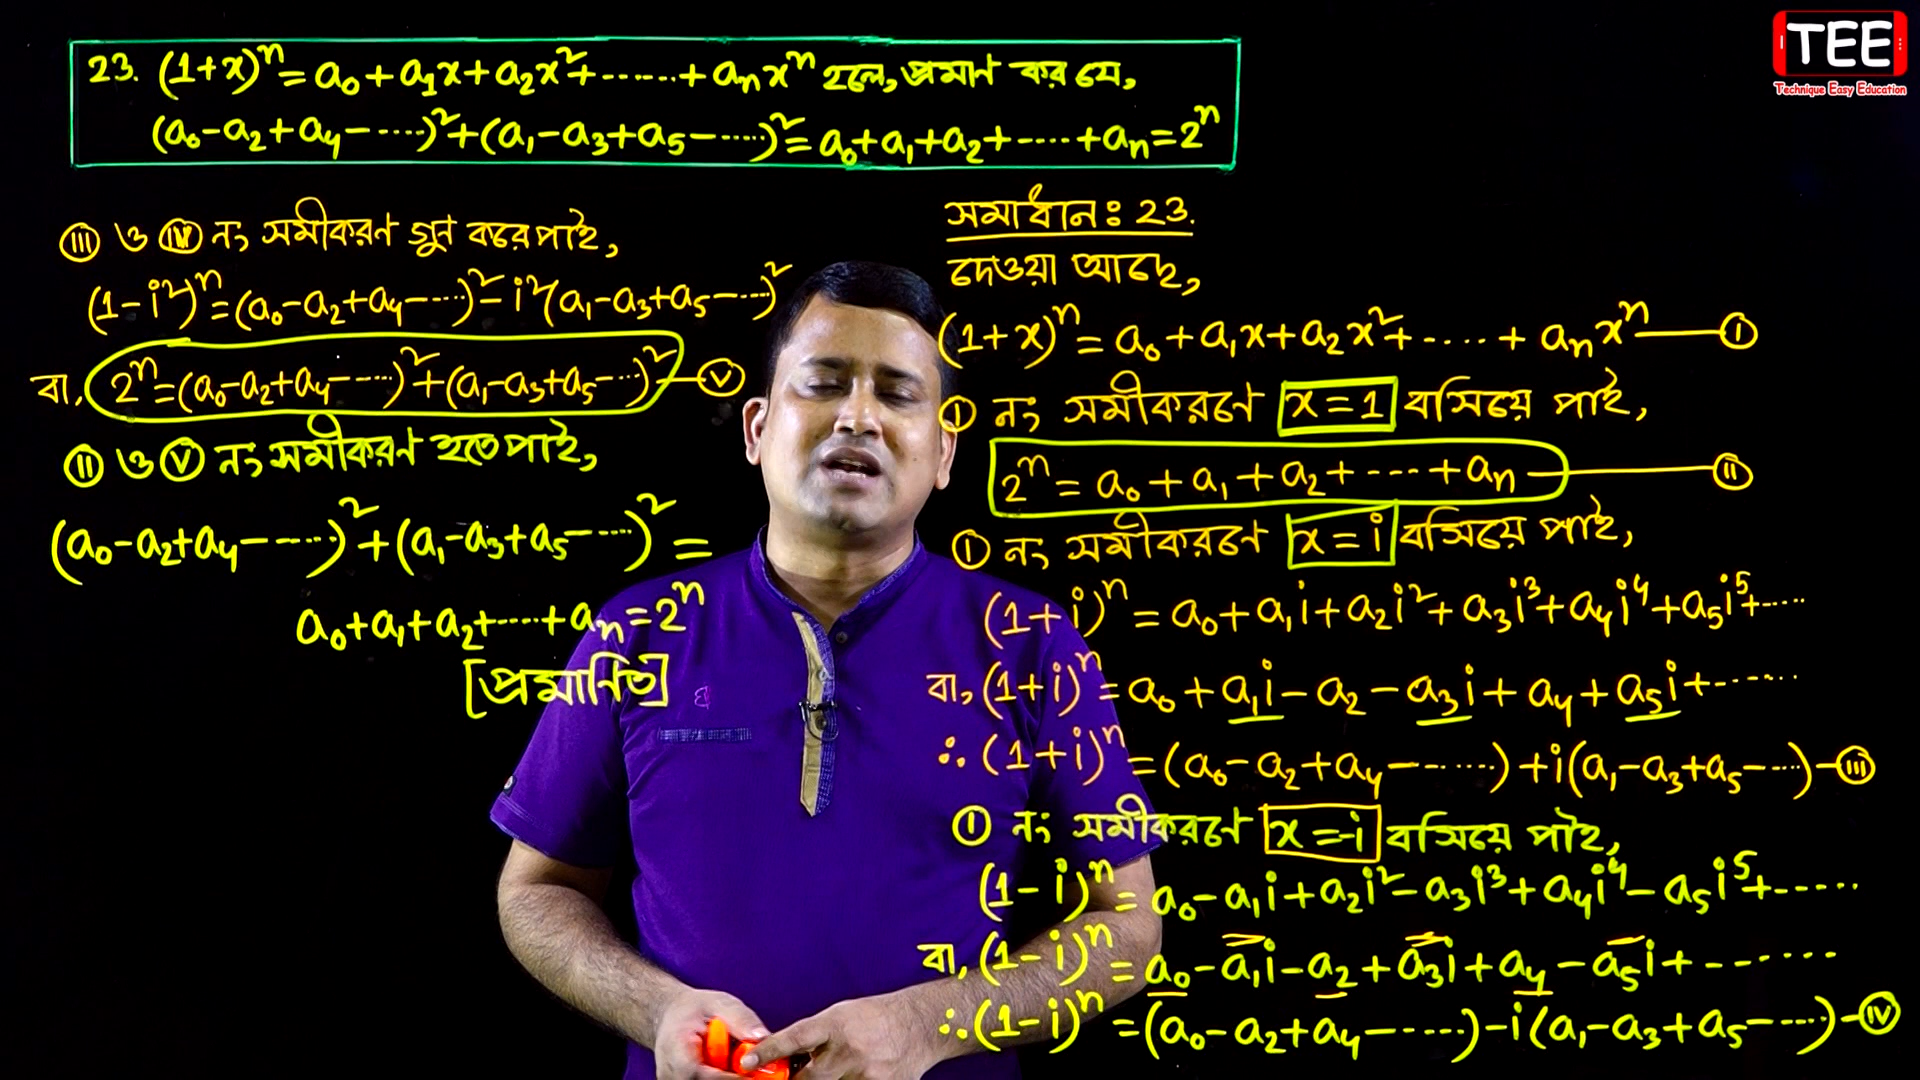 23. (1+x)ⁿ = a₀ + a₁x + a₂x² + ...... + aₙxⁿ হলে, প্রমাণ কর যে,
(a₀-a₂+a₄-....)²+(a₁-a₃+a₅-.....)² = a₀+a₁+a₂+.....+aₙ=2ⁿ
TEE
Technique Easy Education
ⅲ ও ⅳ নং সমীকরণ গুন করে পাই,
(1-i²)ⁿ=(a₀-a₂+a₄-....)²-i²(a₁-a₃+a₅-...)²
বা, 2ⁿ=(a₀-a₂+a₄-....)²+(a₁-a₃+a₅-...)² — ⅴ
ⅱ ও ⅴ নং সমীকরণ হতে পাই,
(a₀-a₂+a₄-.....)²+(a₁-a₃+a₅-....)² =
a₀+a₁+a₂+....+aₙ=2ⁿ
[প্রমাণিত]
সমাধান: 23.
দেওয়া আছে,
(1+x)ⁿ = a₀ + a₁x + a₂x² + ..... + aₙxⁿ — ⅰ
ⅰ নং সমীকরণে x=1 বসিয়ে পাই,
2ⁿ = a₀ + a₁ + a₂ + .... + aₙ — ⅱ
ⅰ নং সমীকরণে x=i বসিয়ে পাই,
(1+i)ⁿ = a₀ + a₁i + a₂i² + a₃i³ + a₄i⁴ + a₅i⁵ + .....
বা, (1+i)ⁿ = a₀ + a₁i - a₂ - a₃i + a₄ + a₅i + ......
∴ (1+i)ⁿ = (a₀-a₂+a₄-......) + i(a₁-a₃+a₅-....) — ⅲ
ⅰ নং সমীকরণে x=-i বসিয়ে পাই,
(1-i)ⁿ = a₀ - a₁i + a₂i² - a₃i³ + a₄i⁴ - a₅i⁵ + .....
বা, (1-i)ⁿ = a₀ - a₁i - a₂ + a₃i + a₄ - a₅i + ......
∴ (1-i)ⁿ = (a₀-a₂+a₄-.....) - i(a₁-a₃+a₅-....) — ⅳ